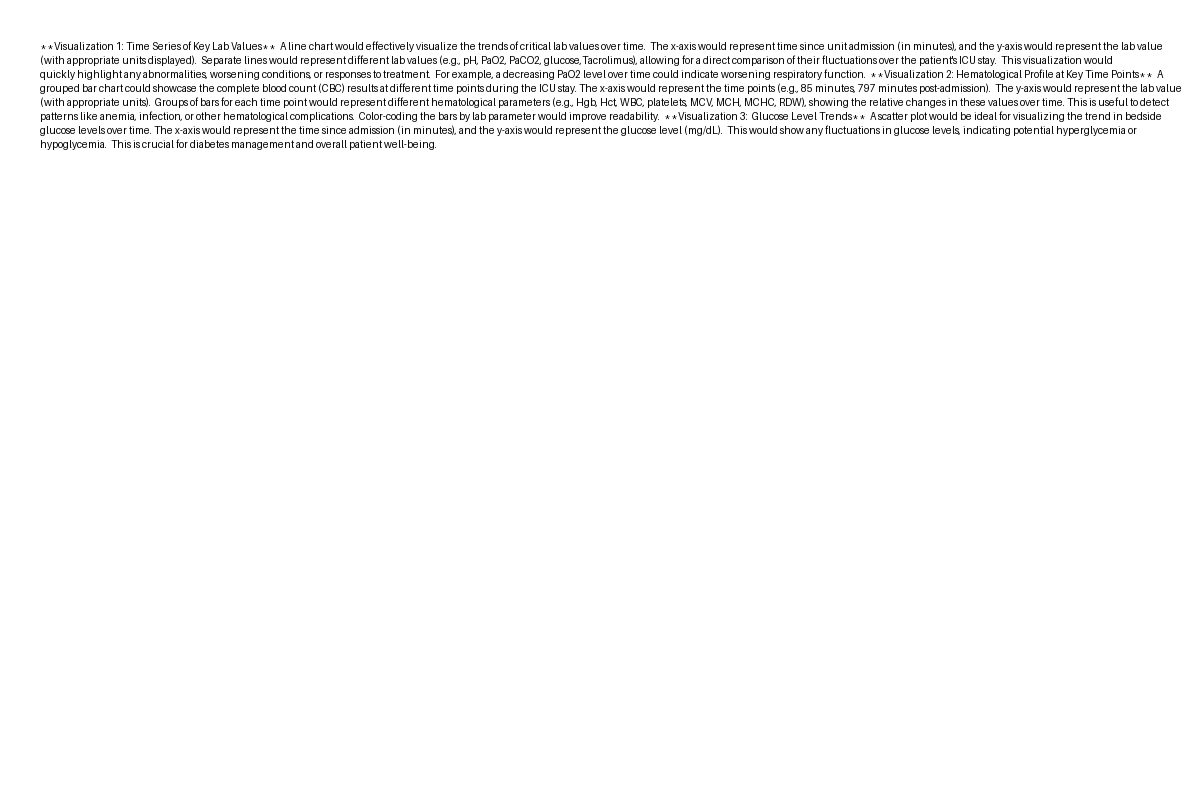 **Visualization 1: Time Series of Key Lab Values**  A line chart would effectively visualize the trends of critical lab values over time.  The x-axis would represent time since unit admission (in minutes), and the y-axis would represent the lab value
(with appropriate units displayed).  Separate lines would represent different lab values (e.g., pH, PaO2, PaCO2, glucose, Tacrolimus), allowing for a direct comparison of their fluctuations over the patient's ICU stay.  This visualization would
quickly highlight any abnormalities, worsening conditions, or responses to treatment.  For example, a decreasing PaO2 level over time could indicate worsening respiratory function.  **Visualization 2: Hematological Profile at Key Time Points**  A
grouped bar chart could showcase the complete blood count (CBC) results at different time points during the ICU stay. The x-axis would represent the time points (e.g., 85 minutes, 797 minutes post-admission).  The y-axis would represent the lab value
(with appropriate units).  Groups of bars for each time point would represent different hematological parameters (e.g., Hgb, Hct, WBC, platelets, MCV, MCH, MCHC, RDW), showing the relative changes in these values over time. This is useful to detect
patterns like anemia, infection, or other hematological complications.  Color-coding the bars by lab parameter would improve readability.  **Visualization 3: Glucose Level Trends**  A scatter plot would be ideal for visualizing the trend in bedside
glucose levels over time. The x-axis would represent the time since admission (in minutes), and the y-axis would represent the glucose level (mg/dL).  This would show any fluctuations in glucose levels, indicating potential hyperglycemia or
hypoglycemia.  This is crucial for diabetes management and overall patient well-being.